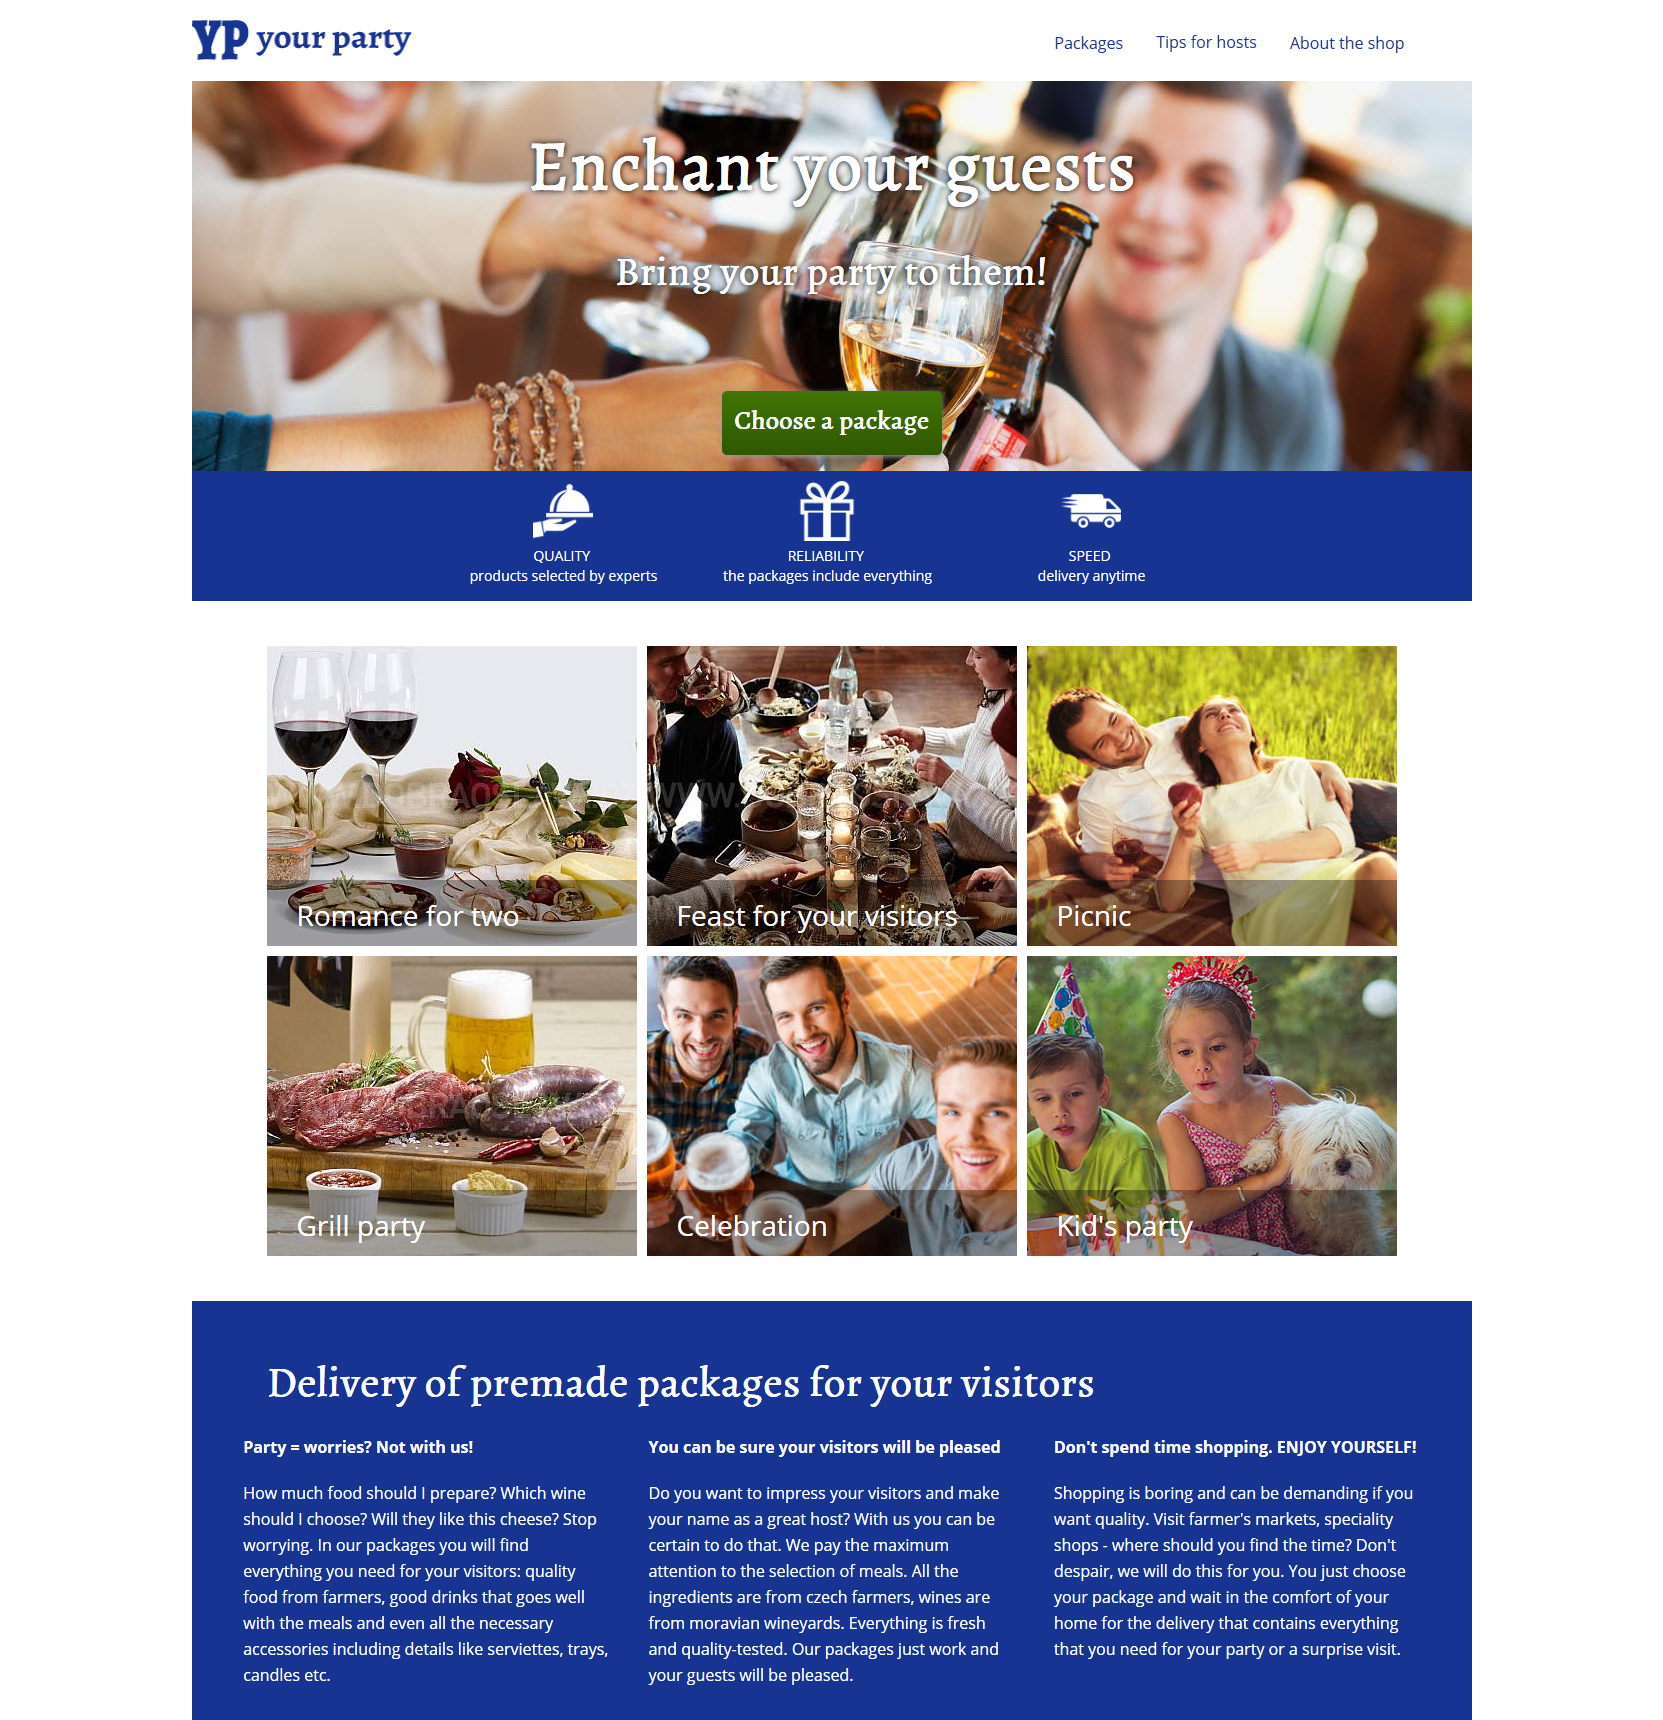 YP your party
Packages Tips for hosts About the shop
Enchant your guests
Bring your party to them!
Choose a package
QUALITY
products selected by experts
RELIABILITY
the packages include everything
SPEED
delivery anytime
Romance for two
Feast for your visitors
Picnic
Grill party
Celebration
Kid's party
Delivery of premade packages for your visitors
Party = worries? Not with us!
How much food should I prepare? Which wine
should I choose? Will they like this cheese? Stop
worrying. In our packages you will find
everything you need for your visitors: quality
food from farmers, good drinks that goes well
with the meals and even all the necessary
accessories including details like serviettes, trays,
candles etc.
You can be sure your visitors will be pleased
Do you want to impress your visitors and make
your name as a great host? With us you can be
certain to do that. We pay the maximum
attention to the selection of meals. All the
ingredients are from czech farmers, wines are
from moravian wineyards. Everything is fresh
and quality-tested. Our packages just work and
your guests will be pleased.
Don't spend time shopping. ENJOY YOURSELF!
Shopping is boring and can be demanding if you
want quality. Visit farmer's markets, speciality
shops - where should you find the time? Don't
despair, we will do this for you. You just choose
your package and wait in the comfort of your
home for the delivery that contains everything
that you need for your party or a surprise visit.